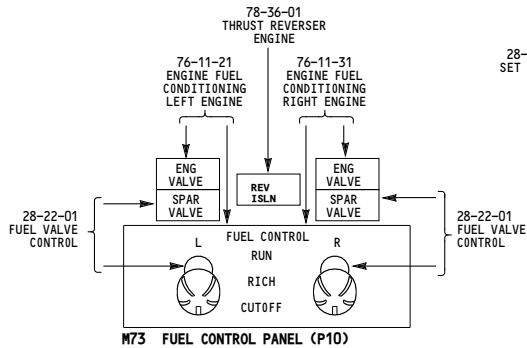 78-36-01
THRUST REVERSER
ENGINE
28-
SET
76-11-21
ENGINE FUEL
CONDITIONING
LEFT ENGINE
76-11-31
ENGINE FUEL
CONDITIONING
RIGHT ENGINE
ENG
VALVE
SPAR
VALVE
REV
ISLN
ENG
VALVE
SPAR
VALVE
28-22-01
FUEL VALVE
CONTROL
28-22-01
FUEL VALVE
CONTROL
FUEL CONTROL
L
R
RUN
RICH
CUTOFF
M73 FUEL CONTROL PANEL (P10)